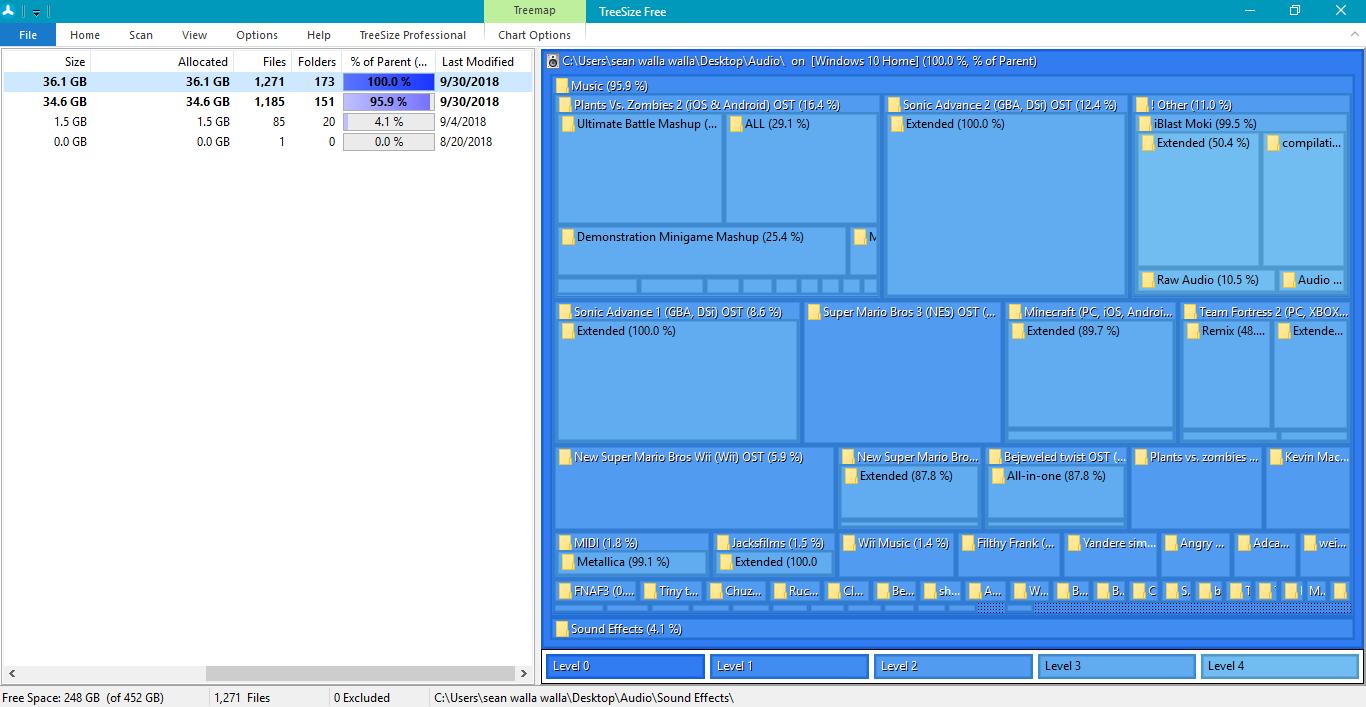 Treemap
TreeSize Free
File Home Scan View Options Help TreeSize Professional Chart Options
Size Allocated Files Folders % of Parent (... Last Modified
36.1 GB 36.1 GB 1,271 173 100.0 % 9/30/2018
34.6 GB 34.6 GB 1,185 151 95.9 % 9/30/2018
1.5 GB 1.5 GB 85 20 4.1 % 9/4/2018
0.0 GB 0.0 GB 1 0 0.0 % 8/20/2018
C:\Users\sean walla walla\Desktop\Audio\ on [Windows 10 Home] (100.0 %, % of Parent)
Music (95.9 %)
Plants Vs. Zombies 2 (iOS & Android) OST (16.4 %) Sonic Advance 2 (GBA, DSi) OST (12.4 %) ! Other (11.0 %)
Ultimate Battle Mashup (... ALL (29.1 %) Extended (100.0 %) iBlast Moki (99.5 %)
Extended (50.4 %) compilati...
Demonstration Minigame Mashup (25.4 %) M
Raw Audio (10.5 %) Audio ...
Sonic Advance 1 (GBA, DSi) OST (8.6 %) Super Mario Bros 3 (NES) OST (... Minecraft (PC, iOS, Androi... Team Fortress 2 (PC, XBOX...
Extended (100.0 %) Extended (89.7 %) Remix (48.... Extende...
New Super Mario Bros Wii (Wii) OST (5.9 %) New Super Mario Bro... Bejeweled twist OST (... Plants vs. zombies ... Kevin Mac...
Extended (87.8 %) All-in-one (87.8 %)
MIDI (1.8 %) Jacksfilms (1.5 %) Wii Music (1.4 %) Filthy Frank (... Yandere sim... Angry ... Adca... wei...
Metallica (99.1 %) Extended (100.0
FNAF3 (0.... Tiny t... Chuz... Ruc... Cl... Be... sh... A... W... B... B.. C S. b T M..
Sound Effects (4.1 %)
Level 0 Level 1 Level 2 Level 3 Level 4
Free Space: 248 GB (of 452 GB) 1,271 Files 0 Excluded C:\Users\sean walla walla\Desktop\Audio\Sound Effects\